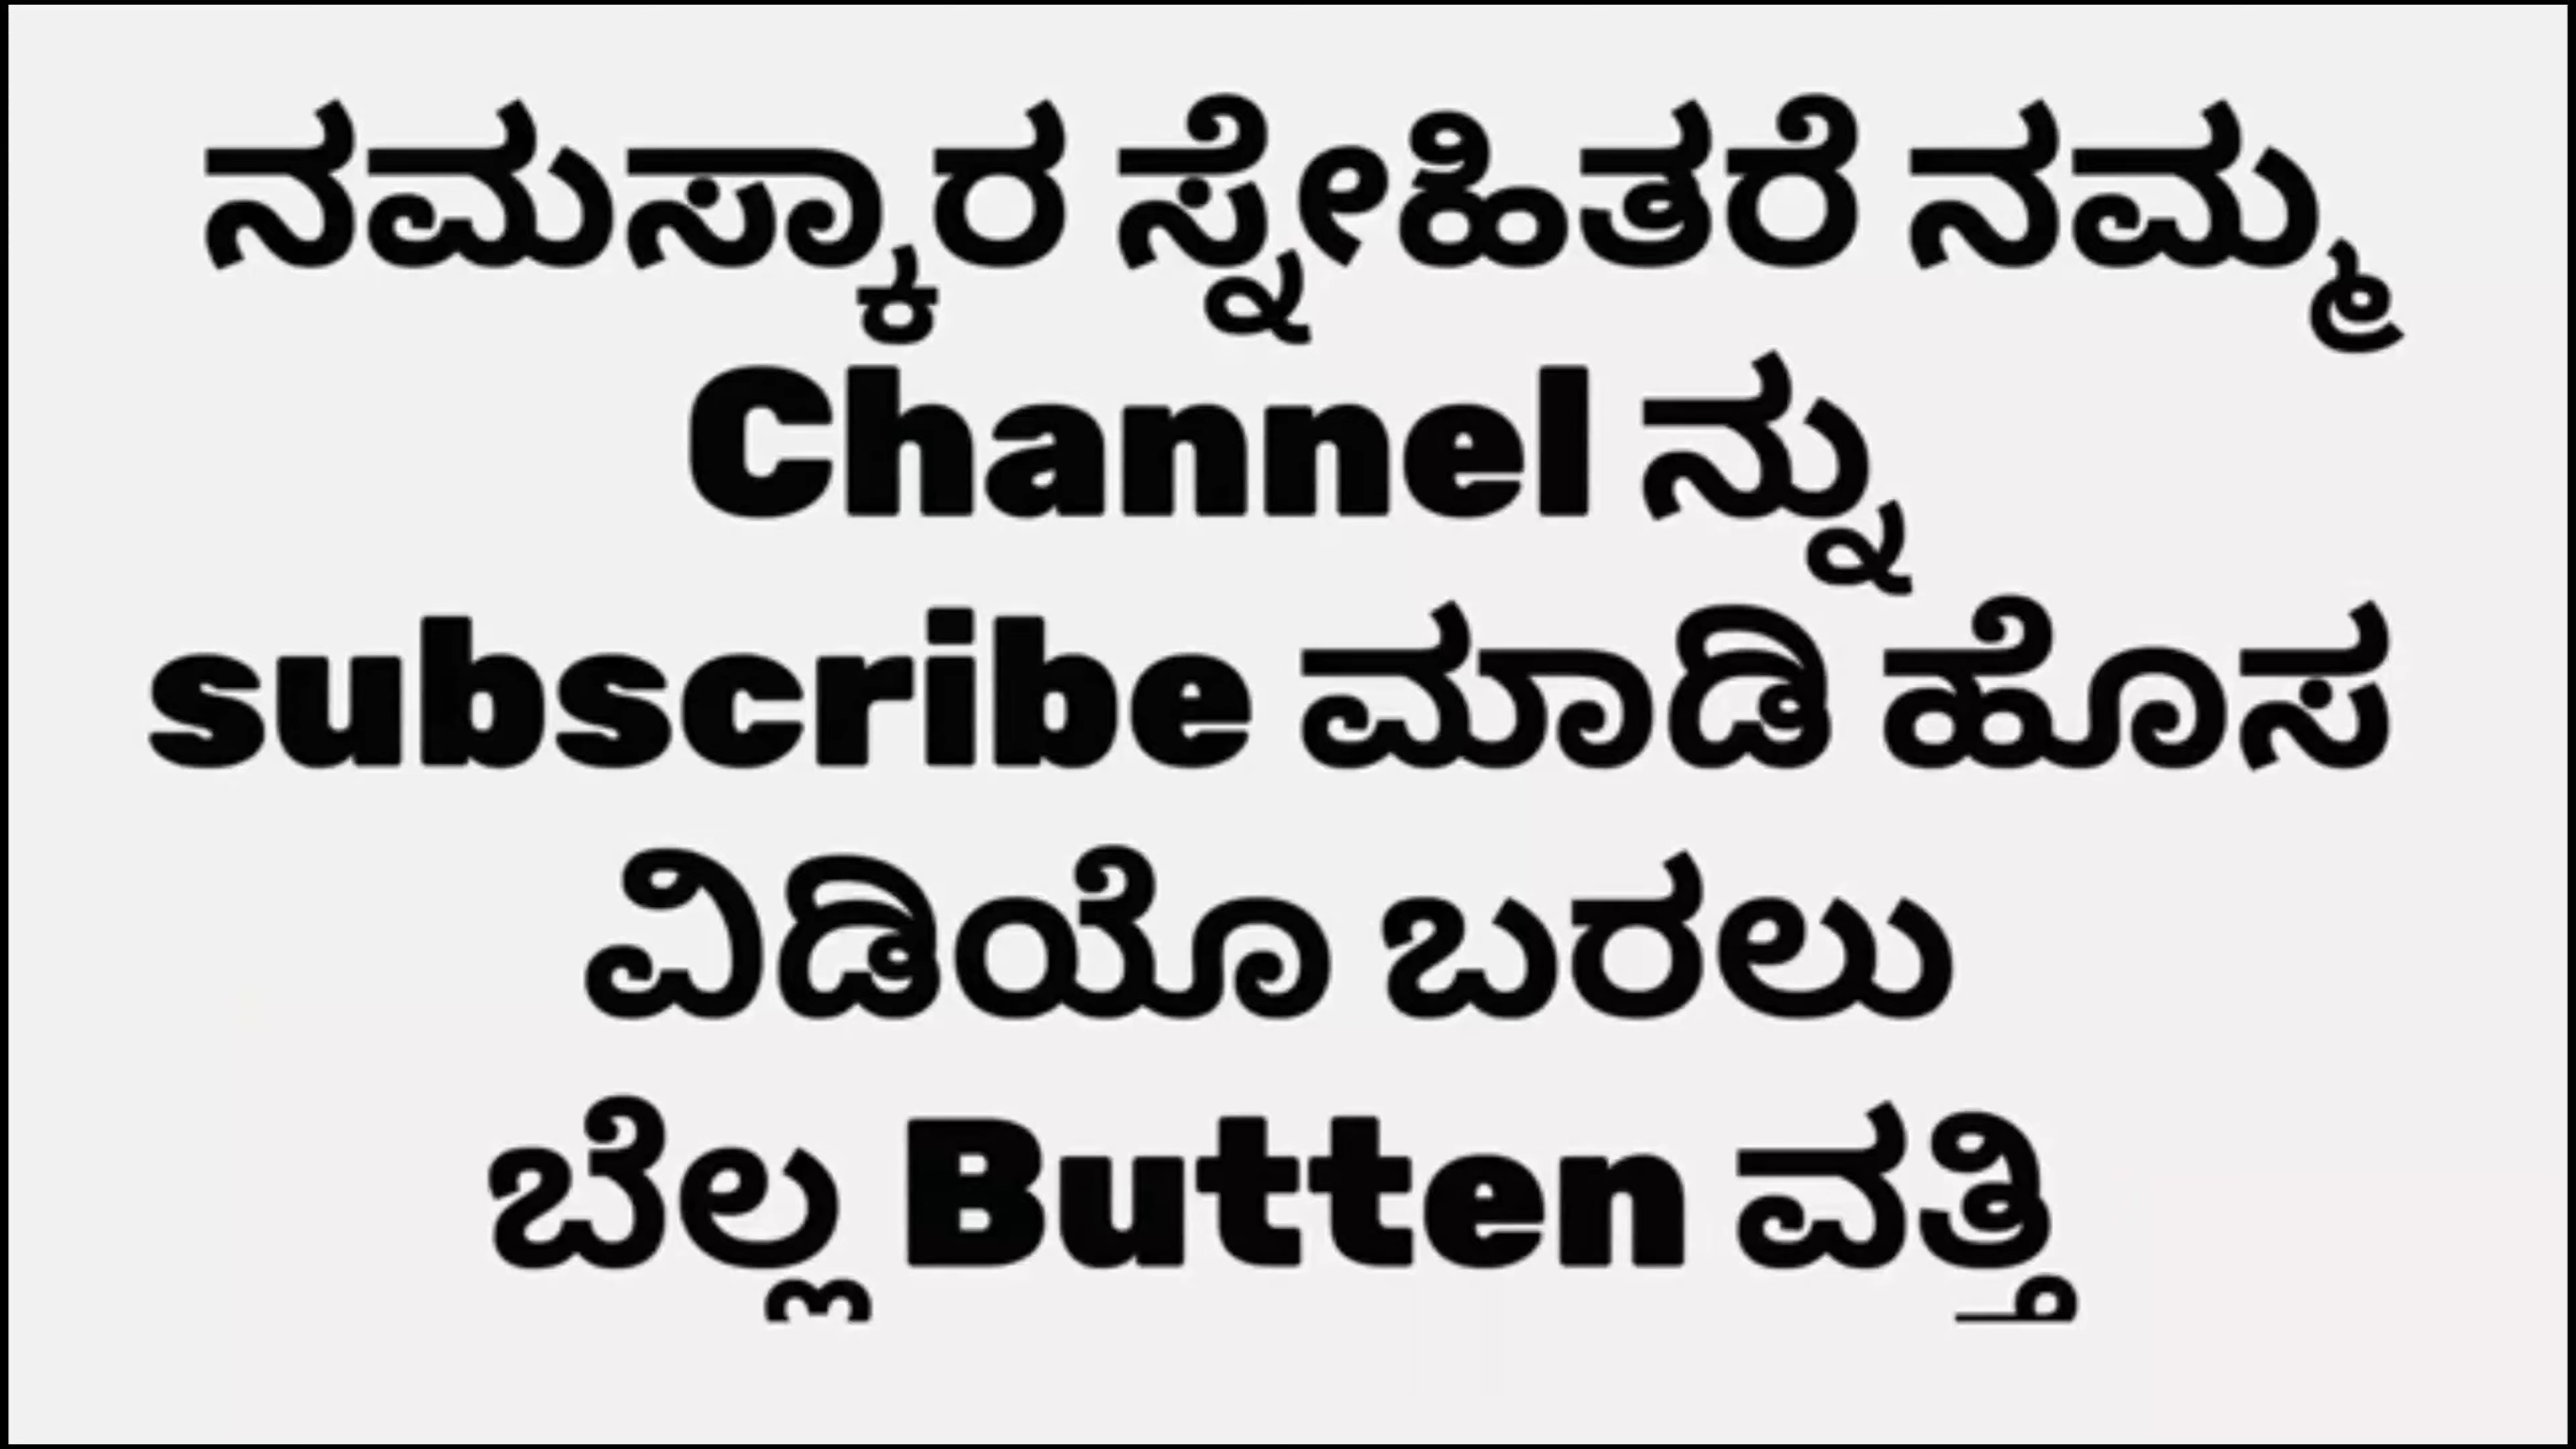 ನಮಸ್ಕಾರ ಸ್ನೇಹಿತರೆ ನಮ್ಮ
Channel ನ್ನು
subscribe ಮಾಡಿ ಹೊಸ
ವಿಡಿಯೊ ಬರಲು
ಬೆಲ್ಲ Butten ವತ್ತಿ